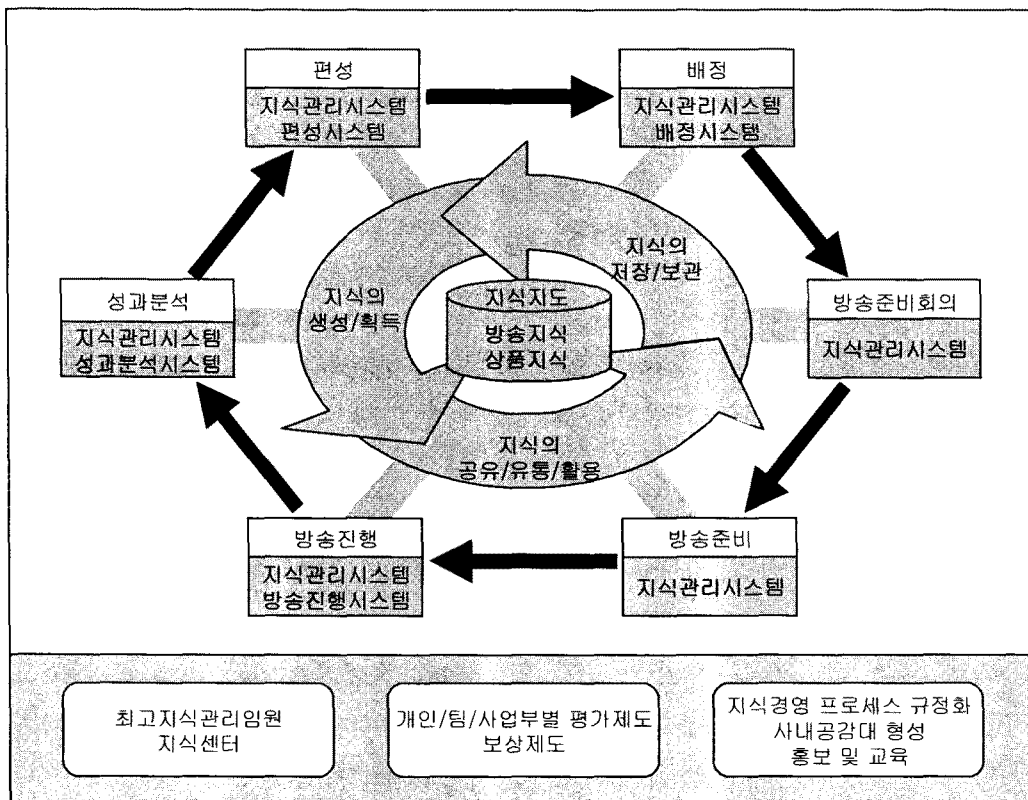 편성
지식관리시스템
편성시스템
배정
지식관리시스템
배정시스템
지식의
저장/보관
성과분석
지식관리시스템
성과분석시스템
지식의
생성/획득
지식지도
방송지식
상품지식
방송준비회의
지식관리시스템
지식의
공유/유통/활용
방송진행
지식관리시스템
방송진행시스템
방송준비
지식관리시스템
최고지식관리임원
지식센터
개인/팀/사업부별 평가제도
보상제도
지식경영 프로세스 규정화
사내공감대 형성
홍보 및 교육